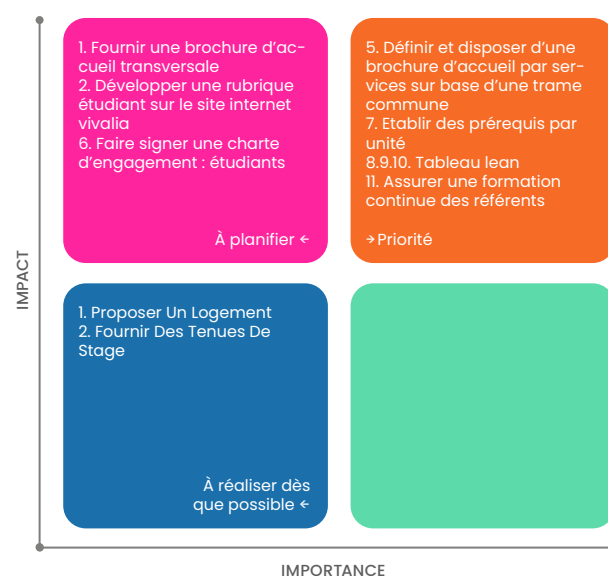 1. Fournir une brochure d’ac-
cueil transversale
2. Développer une rubrique
étudiant sur le site internet
vivalia
6. Faire signer une charte
d’engagement : étudiants
À planifier ←
5. Définir et disposer d’une
brochure d’accueil par ser-
vices sur base d’une trame
commune
7. Etablir des prérequis par
unité
8.9.10. Tableau lean
11. Assurer une formation
continue des référents
→ Priorité
IMPACT
1. Proposer Un Logement
2. Fournir Des Tenues De
Stage
À réaliser dès
que possible ←
IMPORTANCE